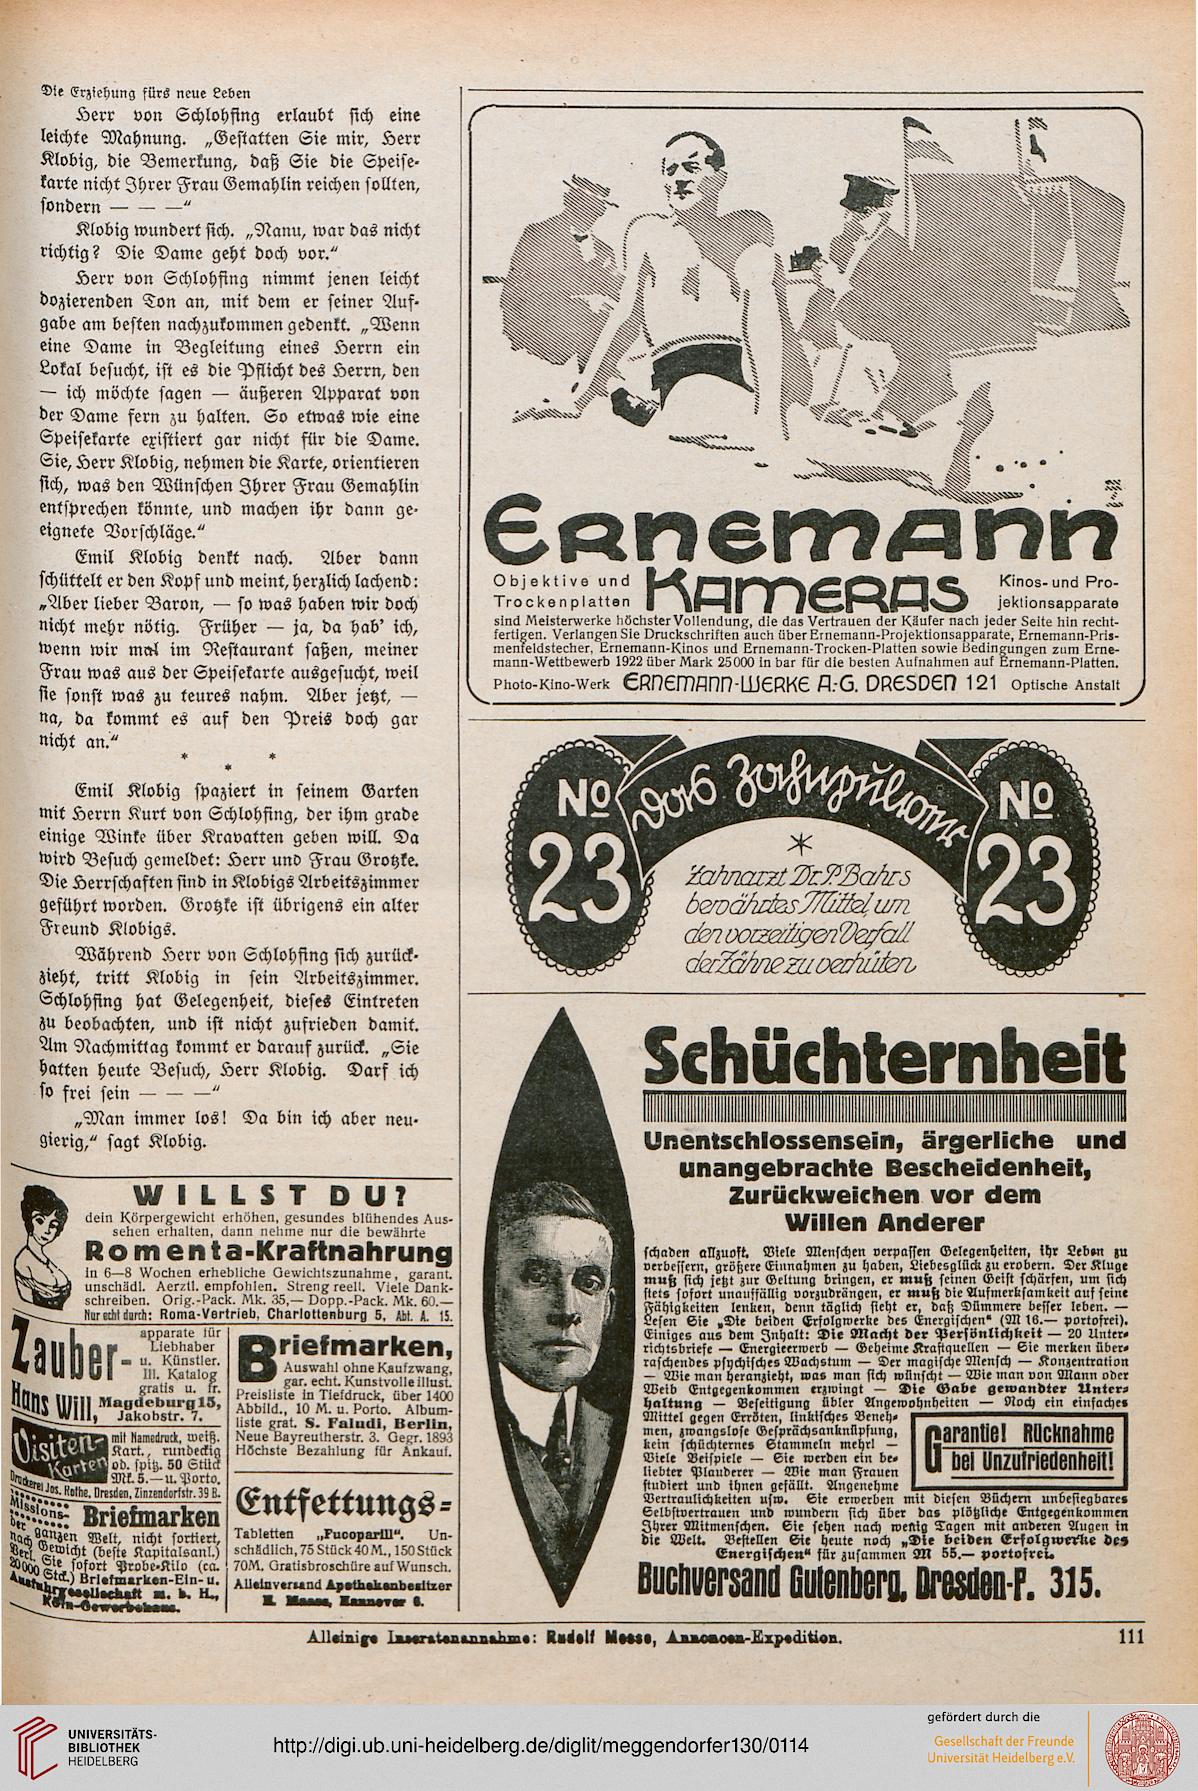 Die Erziehung fürs neue Leben
Herr von Schlohfing erlaubt sich eine
leichte Mahnung. „Gestatten Sie mir, Herr
Klobig, die Bemerkung, daß Sie die Speise-
karte nicht Ihrer Frau Gemahlin reichen sollten,
sondern — — —“
Klobig wundert sich. „Nanu, war das nicht
richtig? Die Dame geht doch vor.“
Herr von Schlohfing nimmt jenen leicht
dozierenden Ton an, mit dem er seiner Auf-
gabe am besten nachzukommen gedenkt. „Wenn
eine Dame in Begleitung eines Herrn ein
Lokal besucht, ist es die Pflicht des Herrn, den
— ich möchte sagen — äußeren Apparat von
der Dame fern zu halten. So etwas wie eine
Speisekarte existiert gar nicht für die Dame.
Sie, Herr Klobig, nehmen die Karte, orientieren
sich, was den Wünschen Ihrer Frau Gemahlin
entsprechen könnte, und machen ihr dann ge-
eignete Vorschläge.“
Emil Klobig denkt nach. Aber dann
schüttelt er den Kopf und meint, herzlich lachend:
„Aber lieber Baron, — so was haben wir doch
nicht mehr nötig. Früher — ja, da hab' ich,
wenn wir mal im Restaurant saßen, meiner
Frau was aus der Speisekarte ausgesucht, weil
sie sonst was zu teures nahm. Aber jetzt, —
na, da kommt es auf den Preis doch gar
nicht an.“
* * *
Emil Klobig spaziert in seinem Garten
mit Herrn Kurt von Schlohfing, der ihm grade
einige Winke über Kravatten geben will. Da
wird Besuch gemeldet: Herr und Frau Grotzke.
Die Herrschaften sind in Klobigs Arbeitszimmer
geführt worden. Grotzke ist übrigens ein alter
Freund Klobigs.
Während Herr von Schlohfing sich zurück-
zieht, tritt Klobig in sein Arbeitszimmer.
Schlohfing hat Gelegenheit, dieses Eintreten
zu beobachten, und ist nicht zufrieden damit.
Am Nachmittag kommt er darauf zurück. „Sie
hatten heute Besuch, Herr Klobig. Darf ich
so frei sein — — —“
„Man immer los! Da bin ich aber neu-
gierig,“ sagt Klobig.
WILLST DU?
dein Körpergewicht erhöhen, gesundes blühendes Aus-
sehen erhalten, dann nehme nur die bewährte
Romenta-Kraftnahrung
In 6—8 Wochen erhebliche Gewichtszunahme, garant.
unschädl. Aerztl. empfohlen. Streng reell. Viele Dank-
schreiben. Orig.-Pack. Mk. 35,— Dopp.-Pack. Mk. 60.—
Nur echt durch: Roma-Vertrieb, Charlottenburg 5, Abt. A. 15.
Zauber-
apparate für
Liebhaber
u. Künstler.
Ill. Katalog
gratis u. fr.
Hans Will, Magdeburg 15,
Jakobstr. 7.
Visiten-
Karten
mit Namedruck, weiß.
Kart., rundeckig
od. spitz. 50 Stück
Mk. 5.— u. Porto.
Druckerei Jos. Rothe, Dresden, Zinzendorfstr. 39 B.
Missions-Briefmarken
der ganzen Welt, nicht sortiert,
nach Gewicht (beste Kapitalsanl.)
Verl. Sie sofort Probe-Kilo (ca.
20000 Stck.) Briefmarken-Ein- u.
Ausfuhrgesellschaft m. b. H.,
Köln-Gewerbehaus.
Briefmarken,
Auswahl ohne Kaufzwang,
gar. echt. Kunstvolle illust.
Preisliste in Tiefdruck, über 1400
Abbild., 10 M. u. Porto. Album-
liste grat. S. Faludi, Berlin,
Neue Bayreutherstr. 3. Gegr. 1893
Höchste Bezahlung für Ankauf.
Entfettungs-
Tabletten „Fucoparill“. Un-
schädlich, 75 Stück 40 M., 150 Stück
70M. Gratisbroschüre auf Wunsch.
Alleinversand Apothekenbesitzer
H. Maass, Hannover 6.
ERNEMANN
Objektive und
Trockenplatten
KAMERAS
Kinos- und Pro-
jektionsapparate
sind Meisterwerke höchster Vollendung, die das Vertrauen der Käufer nach jeder Seite hin recht-
fertigen. Verlangen Sie Druckschriften auch über Ernemann-Projektionsapparate, Ernemann-Pris-
menfeldstecher, Ernemann-Kinos und Ernemann-Trocken-Platten sowie Bedingungen zum Erne-
mann-Wettbewerb 1922 über Mark 25000 in bar für die besten Aufnahmen auf Ernemann-Platten.
Photo-Kino-Werk ERNEMANN-WERKE A.-G. DRESDEN 121 Optische Anstalt
No 23
Das Zahnpulver
No 23
*
Zahnarzt Dr. P. Bahrs
bewährtes Mittel, um
den vorzeitigen Verfall
der Zähne zu verhüten
Schüchternheit
Unentschlossensein, ärgerliche und
unangebrachte Bescheidenheit,
Zurückweichen vor dem
Willen Anderer
schaden allzuoft. Viele Menschen verpassen Gelegenheiten, ihr Leben zu
verbessern, größere Einnahmen zu haben, Liebesglück zu erobern. Der Kluge
muß sich jetzt zur Geltung bringen, er muß seinen Geist schärfen, um sich
stets sofort unauffällig vorzudrängen, er muß die Aufmerksamkeit auf seine
Fähigkeiten lenken, denn täglich sieht er, daß Dümmere besser leben. —
Lesen Sie „Die beiden Erfolgwerke des Energischen“ (M 16.— portofrei).
Einiges aus dem Inhalt: Die Macht der Persönlichkeit — 20 Unter-
richtsbriefe — Energieerwerb — Geheime Kraftquellen — Sie merken über-
raschendes psychisches Wachstum — Der magische Mensch — Konzentration
— Wie man heranzieht, was man sich wünscht — Wie man von Mann oder
Weib Entgegenkommen erzwingt — Die Gabe gewandter Unter-
haltung — Beseitigung übler Angewohnheiten — Noch ein einfaches
Mittel gegen Erröten, linkisches Beneh-
men, zwangslose Gesprächsanknüpfung,
kein schüchternes Stammeln mehr! —
Viele Beispiele — Sie werden ein be-
liebter Plauderer — Wie man Frauen
studiert und ihnen gefällt. Angenehme
Vertraulichkeiten usw. Sie erwerben mit diesen Büchern unbesiegbares
Selbstvertrauen und wundern sich über das plötzliche Entgegenkommen
Ihrer Mitmenschen. Sie sehen nach wenig Tagen mit anderen Augen in
die Welt. Bestellen Sie heute noch „Die beiden Erfolgwerke des
Energischen“ für zusammen M 55.— portofrei.
Garantie! Rücknahme
bei Unzufriedenheit!
Buchversand Gutenberg, Dresden-P. 315.
Alleinige Inseratenannahme: Rudolf Mosse, Annoncen-Expedition.
111
UNIVERSITÄTS-
BIBLIOTHEK
HEIDELBERG
http://digi.ub.uni-heidelberg.de/diglit/meggendorfer130/0114
gefördert durch die
Gesellschaft der Freunde
Universität Heidelberg e.V.